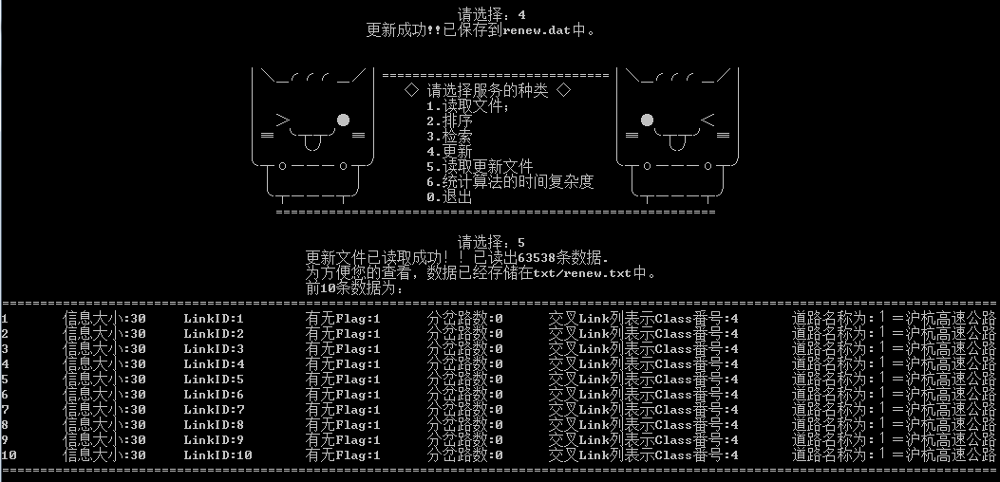 请选择: 4
更新成功!!已保存到renew.dat中。
◇ 请选择服务的种类 ◇
1.读取文件;
2.排序
3.检索
4.更新
5.读取更新文件
6.统计算法的时间复杂度
0.退出
请选择: 5
更新文件已读取成功！！已读出63538条数据.
为方便您的查看，数据已经存储在txt/renew.txt中。
前10条数据为:
1 信息大小:30 LinkID:1 有无Flag:1 分岔路数:0 交叉Link列表示Class番号:4 道路名称为: 1=沪杭高速公路
2 信息大小:30 LinkID:2 有无Flag:1 分岔路数:0 交叉Link列表示Class番号:4 道路名称为: 1=沪杭高速公路
3 信息大小:30 LinkID:3 有无Flag:1 分岔路数:0 交叉Link列表示Class番号:4 道路名称为: 1=沪杭高速公路
4 信息大小:30 LinkID:4 有无Flag:1 分岔路数:0 交叉Link列表示Class番号:4 道路名称为: 1=沪杭高速公路
5 信息大小:30 LinkID:5 有无Flag:1 分岔路数:0 交叉Link列表示Class番号:4 道路名称为: 1=沪杭高速公路
6 信息大小:30 LinkID:6 有无Flag:1 分岔路数:0 交叉Link列表示Class番号:4 道路名称为: 1=沪杭高速公路
7 信息大小:30 LinkID:7 有无Flag:1 分岔路数:0 交叉Link列表示Class番号:4 道路名称为: 1=沪杭高速公路
8 信息大小:30 LinkID:8 有无Flag:1 分岔路数:0 交叉Link列表示Class番号:4 道路名称为: 1=沪杭高速公路
9 信息大小:30 LinkID:9 有无Flag:1 分岔路数:0 交叉Link列表示Class番号:4 道路名称为: 1=沪杭高速公路
10 信息大小:30 LinkID:10 有无Flag:1 分岔路数:0 交叉Link列表示Class番号:4 道路名称为: 1=沪杭高速公路